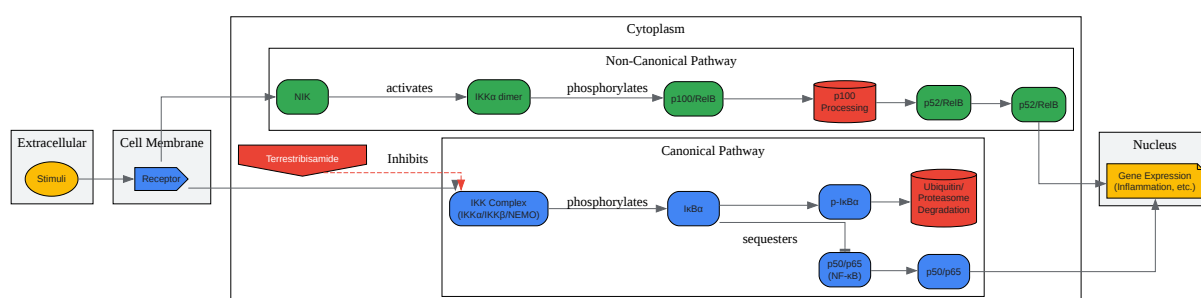 Cytoplasm
Non-Canonical Pathway
NIK
activates
IKKα dimer
phosphorylates
p100/RelB
p100
Processing
p52/RelB
p52/RelB
Extracellular
Stimuli
Cell Membrane
Receptor
Terrestribisamide
Inhibits
Canonical Pathway
IKK Complex
(IKKα/IKKβ/NEMO)
phosphorylates
IκBα
p-IκBα
Ubiquitin/
Proteasome
Degradation
sequesters
p50/p65
(NF-κB)
p50/p65
Nucleus
Gene Expression
(Inflammation, etc.)